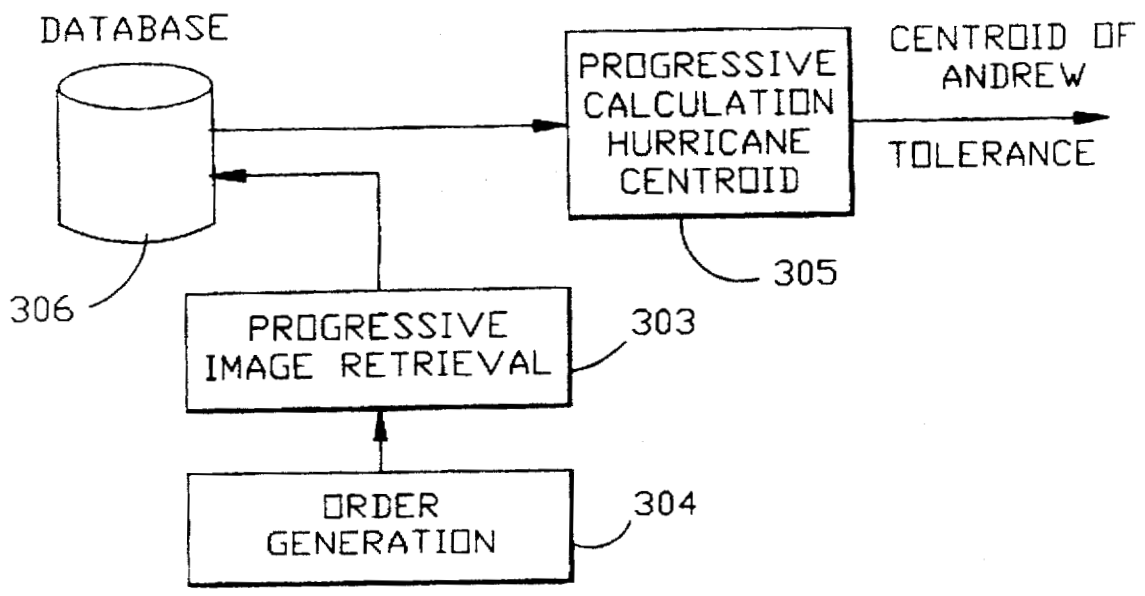 DATABASE
PROGRESSIVE
CALCULATION
HURRICANE
CENTROID
CENTROID OF
ANDREW
TOLERANCE
305
306
PROGRESSIVE
IMAGE RETRIEVAL
303
ORDER
GENERATION
304